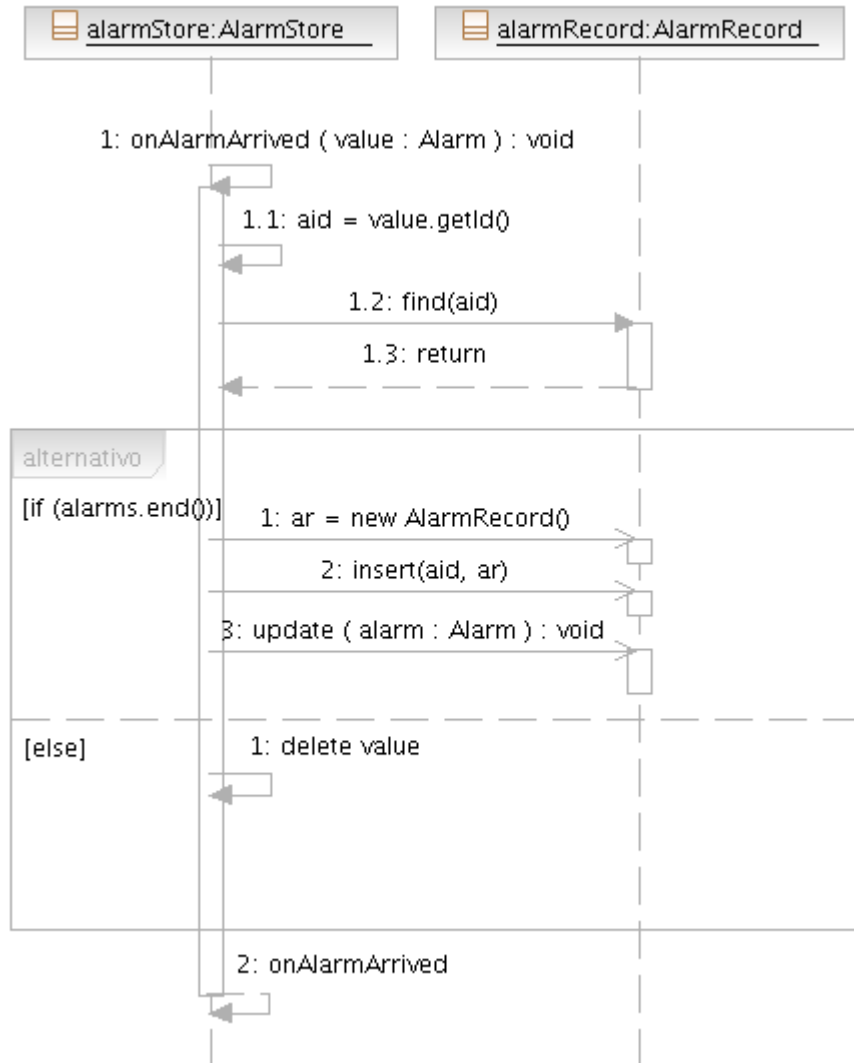 alarmStore:AlarmStore
alarmRecord:AlarmRecord
1: onAlarmArrived ( value : Alarm ) : void
1.1: aid = value.getId()
1.2: find(aid)
1.3: return
alternativo
[if (alarms.end())]
1: ar = new AlarmRecord()
2: insert(aid, ar)
3: update ( alarm : Alarm ) : void
[else]
1: delete value
2: onAlarmArrived